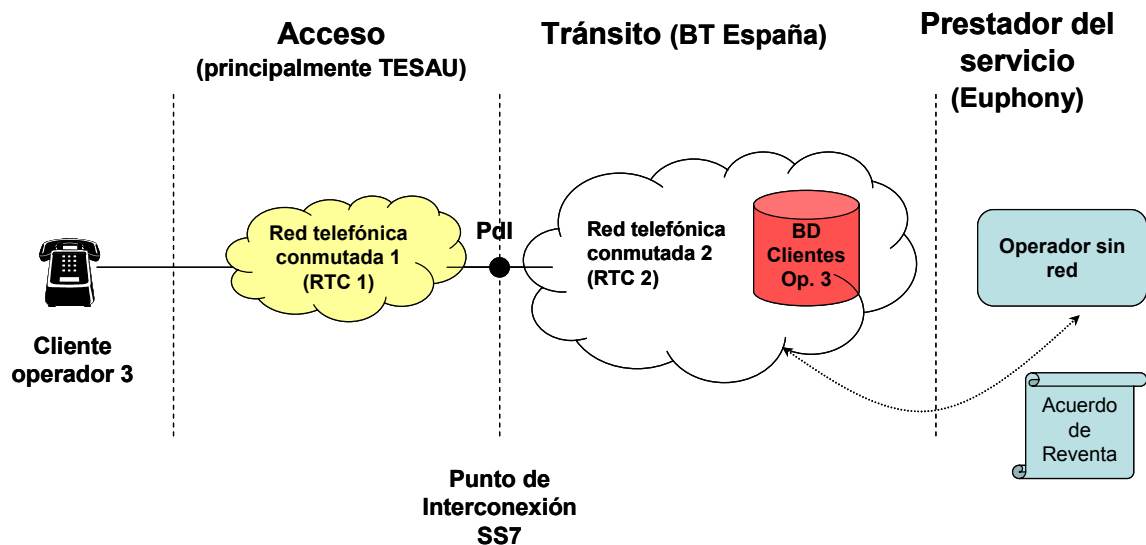 Acceso
(principalmente TESAU)
Tránsito (BT España)
Prestador del
servicio
(Euphony)
Cliente
operador 3
Red telefónica
conmutada 1
(RTC 1)
PdI
Red telefónica
conmutada 2
(RTC 2)
BD
Clientes
Op. 3
Operador sin
red
Acuerdo
de
Reventa
Punto de
Interconexión
SS7